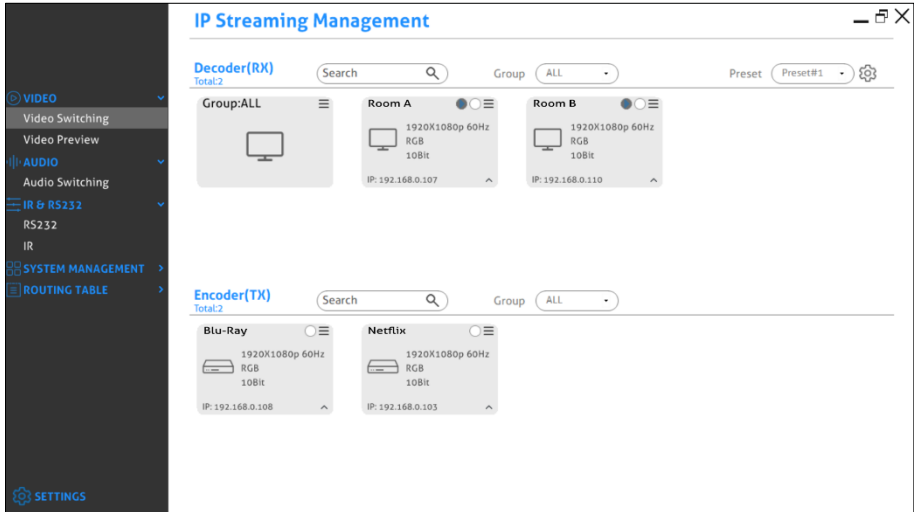 IP Streaming Management
VIDEO
Video Switching
Video Preview
AUDIO
Audio Switching
IR & RS232
RS232
IR
SYSTEM MANAGEMENT
ROUTING TABLE
SETTINGS
Decoder(RX)
Total:2
Search
Group ALL
Preset Preset#1
Group:ALL
Room A
1920X1080p 60Hz
RGB
10Bit
IP: 192.168.0.107
Room B
1920X1080p 60Hz
RGB
10Bit
IP: 192.168.0.110
Encoder(TX)
Total:2
Search
Group ALL
Blu-Ray
1920X1080p 60Hz
RGB
10Bit
IP: 192.168.0.108
Netflix
1920X1080p 60Hz
RGB
10Bit
IP: 192.168.0.103